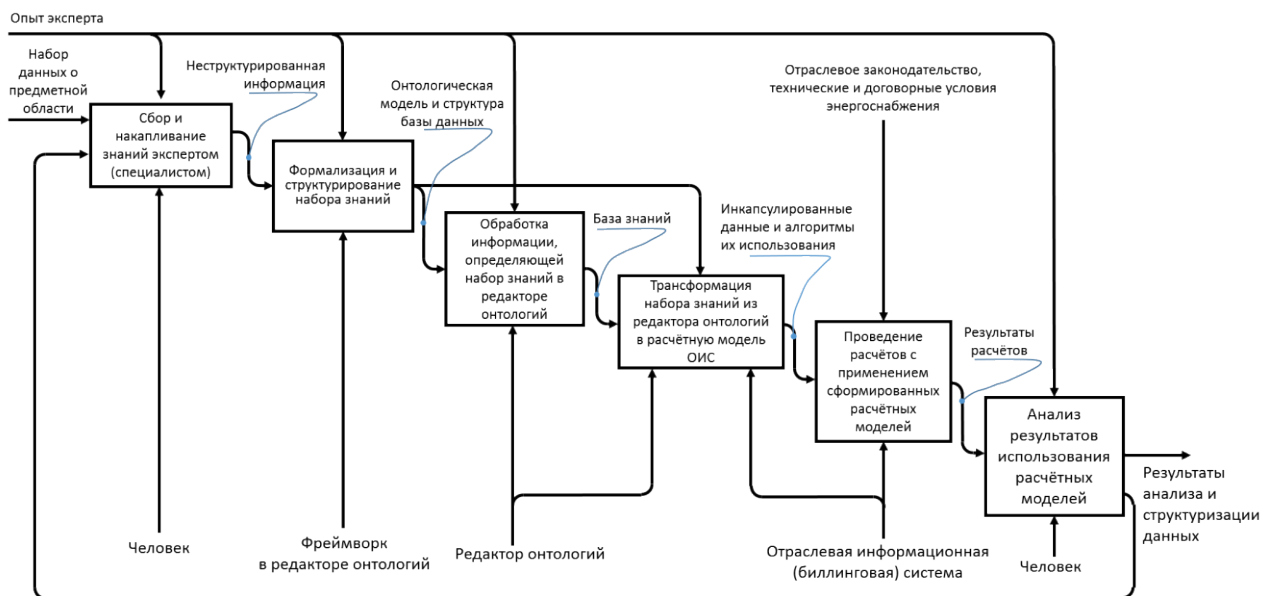 Опыт эксперта
Набор
данных о
предметной
области
Сбор и
накапливание
знаний экспертом
(специалистом)
Неструктурированная
информация
Формализация и
структурирование
набора знаний
Онтологическая
модель и структура
базы данных
Обработка
информации,
определяющей
набор знаний в
редакторе
онтологий
База знаний
Трансформация
набора знаний из
редактора онтологий
в расчётную модель
ОИС
Инкапсулированные
данные и алгоритмы
их использования
Отраслевое законодательство,
технические и договорные условия
энергоснабжения
Проведение
расчётов с
применением
сформированных
расчётных
моделей
Результаты
расчётов
Анализ
результатов
использования
расчётных
моделей
Результаты
анализа и
структуризации
данных
Человек
Фреймворк
в редакторе онтологий
Редактор онтологий
Отраслевая информационная
(биллинговая) система
Человек